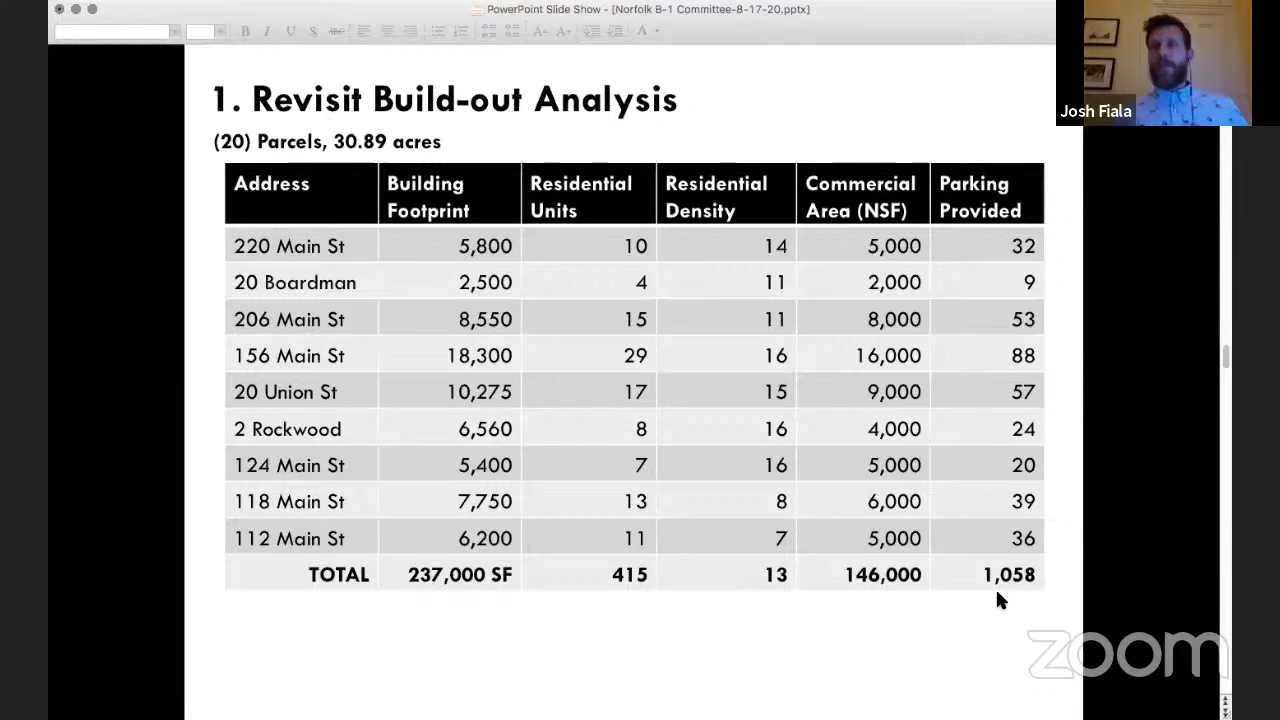 PowerPoint Slide Show - [Norfolk B-1 Committee-8-17-20.pptx]
B I U S ABC A A A
Josh Fiala
1. Revisit Build-out Analysis
(20) Parcels, 30.89 acres
Address Building Footprint Residential Units Residential Density Commercial Area (NSF) Parking Provided
220 Main St 5,800 10 14 5,000 32
20 Boardman 2,500 4 11 2,000 9
206 Main St 8,550 15 11 8,000 53
156 Main St 18,300 29 16 16,000 88
20 Union St 10,275 17 15 9,000 57
2 Rockwood 6,560 8 16 4,000 24
124 Main St 5,400 7 16 5,000 20
118 Main St 7,750 13 8 6,000 39
112 Main St 6,200 11 7 5,000 36
TOTAL 237,000 SF 415 13 146,000 1,058
zoom